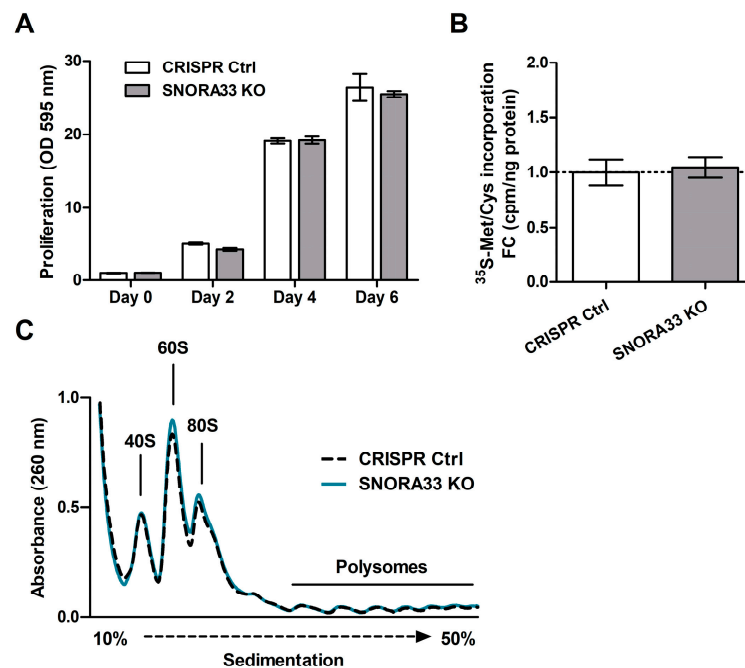 A
Proliferation (OD 595 nm)
30
20
10
5
0
CRISPR Ctrl
SNORA33 KO
Day 0
Day 2
Day 4
Day 6
B
³⁵S-Met/Cys incorporation
FC (cpm/ng protein)
2.0
1.5
1.0
0.5
0.0
CRISPR Ctrl
SNORA33 KO
C
Absorbance (260 nm)
1.0
0.5
0.0
40S
60S
80S
CRISPR Ctrl
SNORA33 KO
Polysomes
10%
50%
Sedimentation